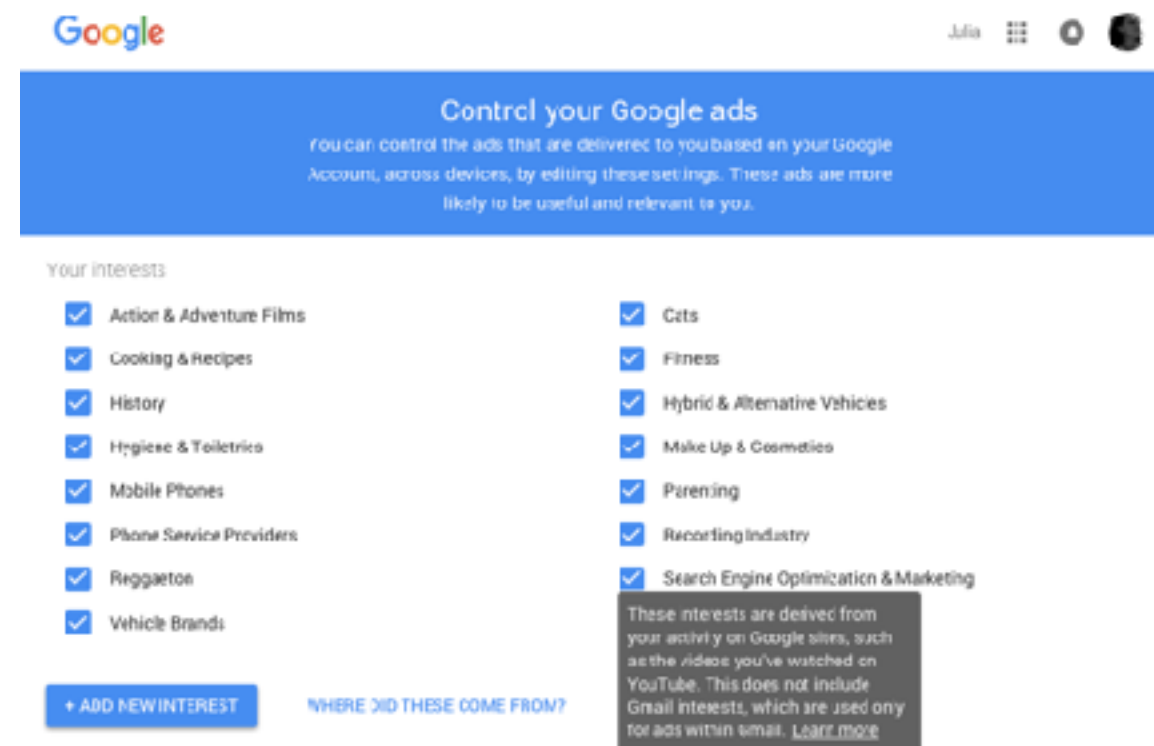 Google
Julia
Control your Google ads
You can control the ads that are delivered to you based on your Google
Account, across devices, by editing these settings. These ads are more
likely to be useful and relevant to you.
Your interests
Action & Adventure Films
Cats
Cooking & Recipes
Fitness
History
Hybrid & Alternative Vehicles
Hygiene & Toiletries
Make Up & Cosmetics
Mobile Phones
Parenting
Phone Service Providers
Recording Industry
Reggaeton
Search Engine Optimization & Marketing
Vehicle Brands
These interests are derived from
your activity on Google sites, such
as the videos you've watched on
YouTube. This does not include
Gmail interests, which are used only
for ads within Gmail. Learn more
+ ADD NEW INTEREST
WHERE DID THESE COME FROM?